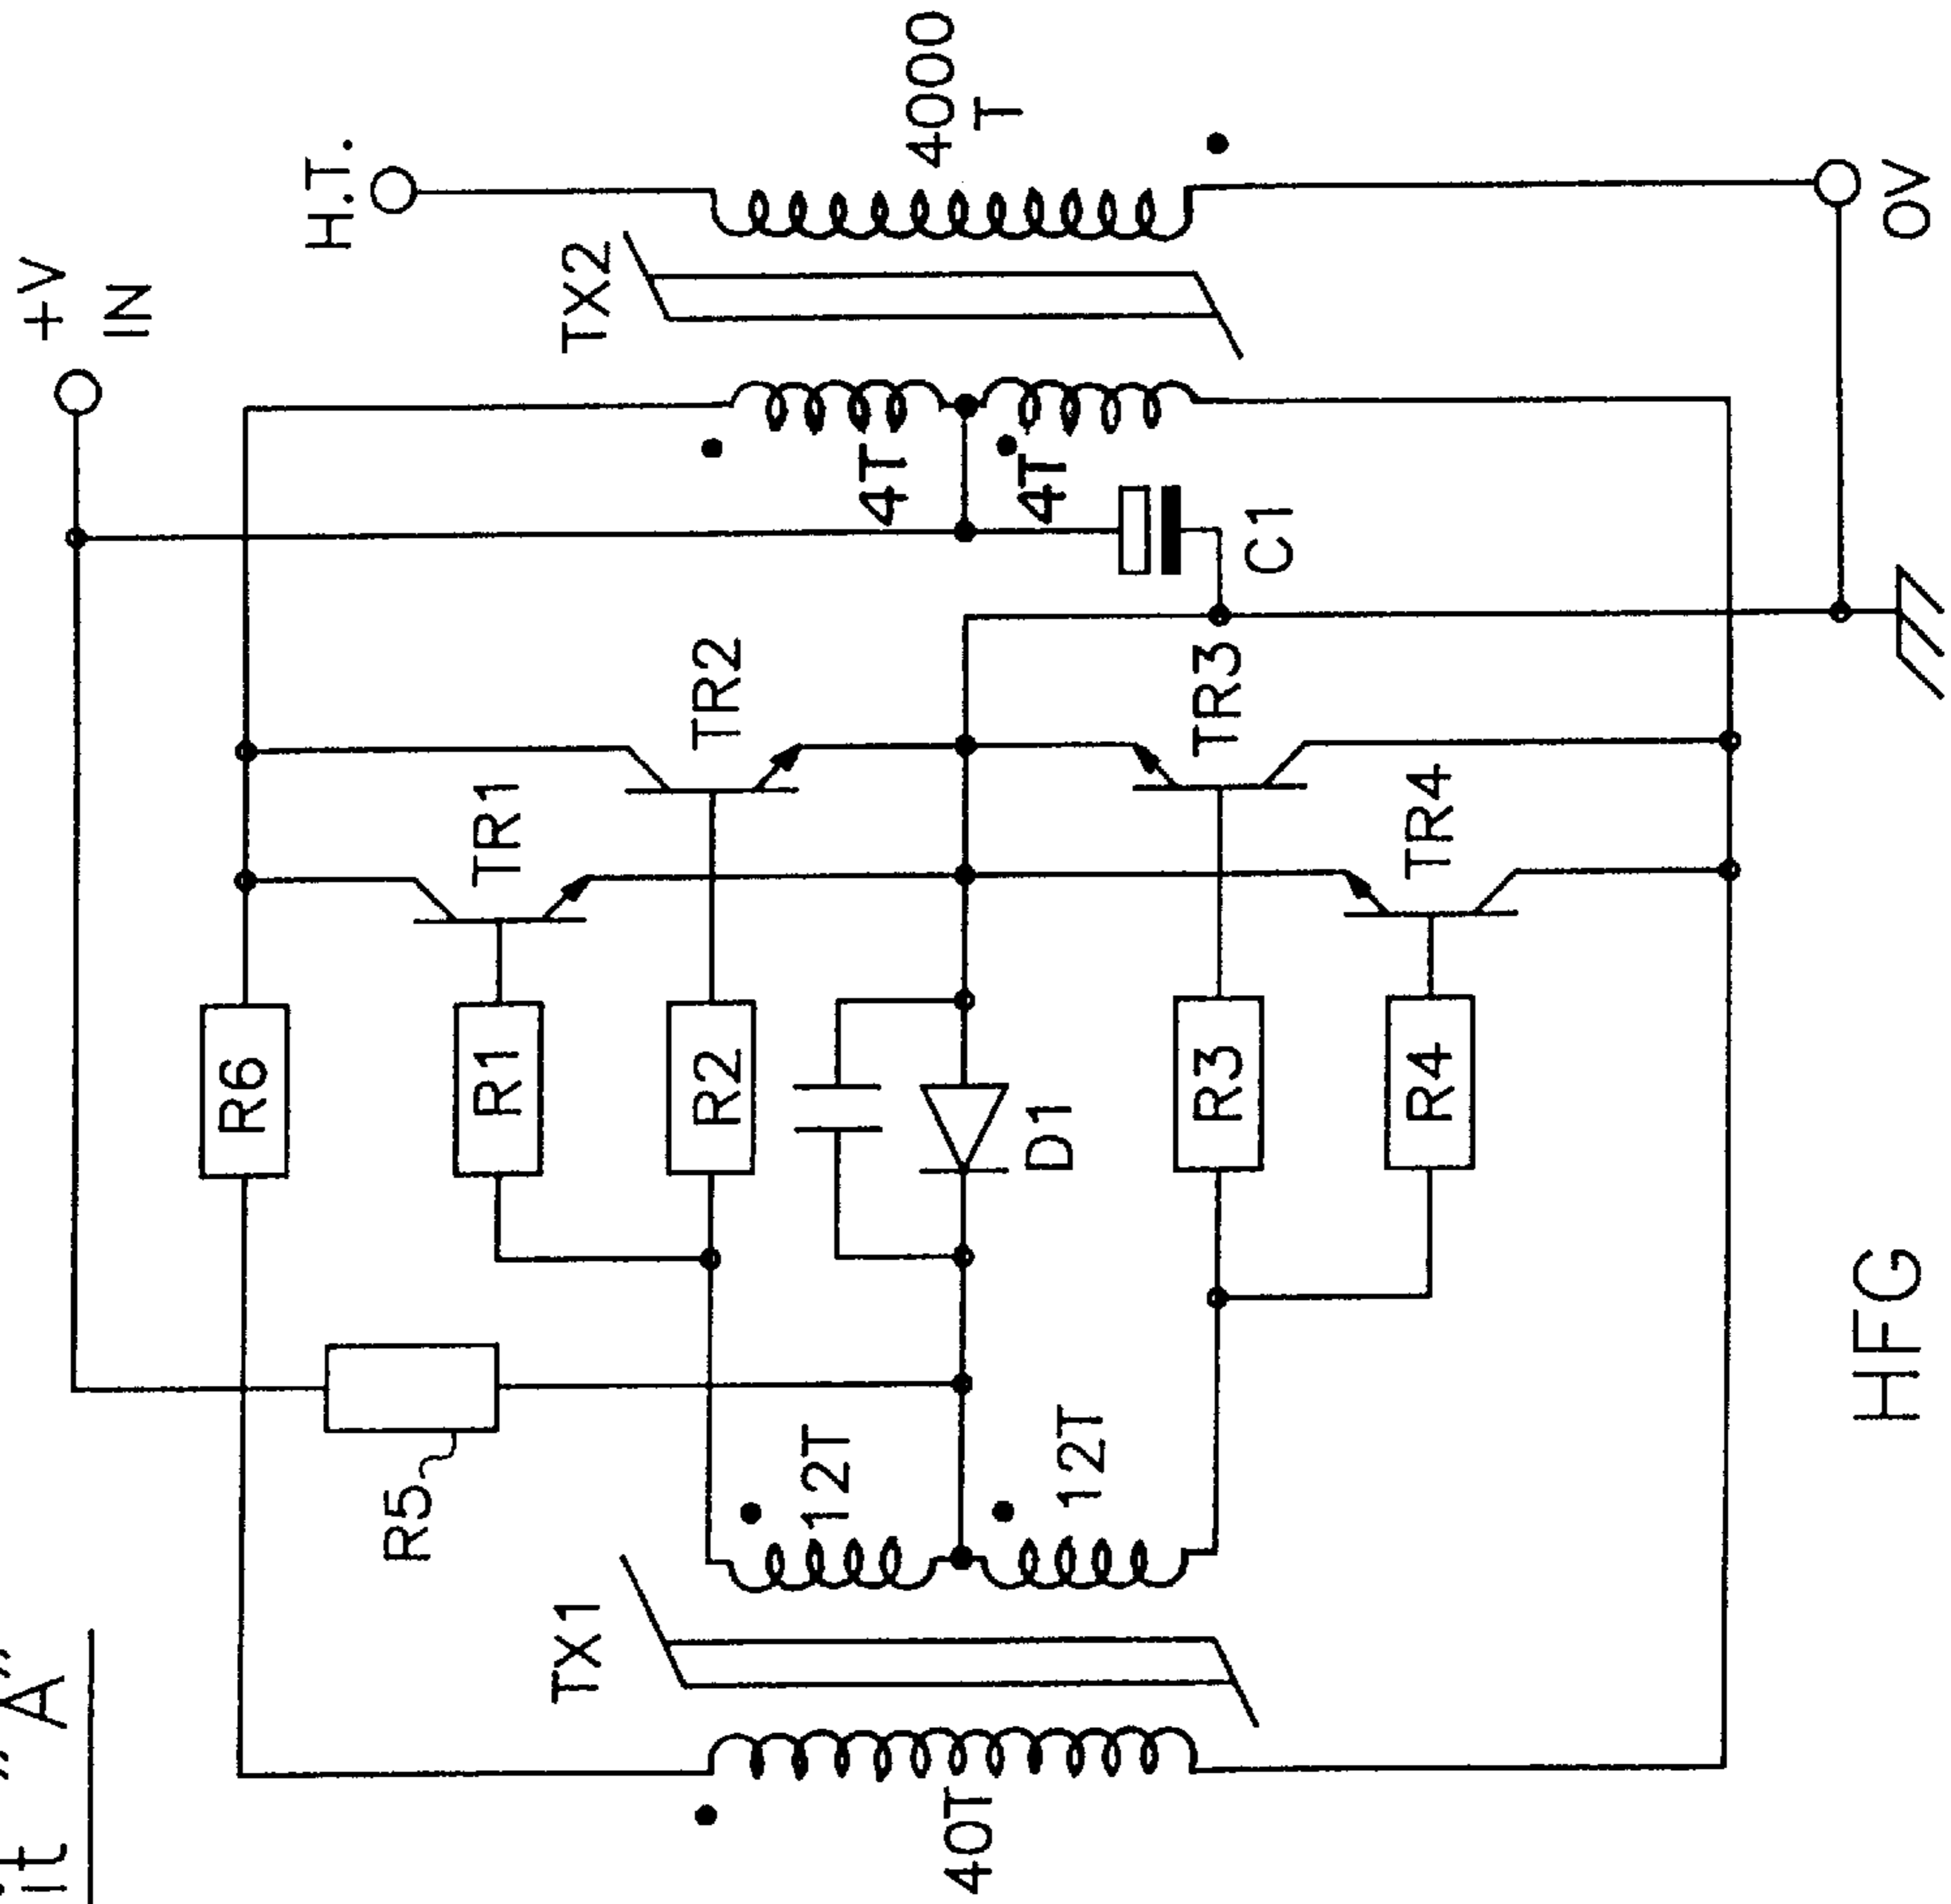 +V
IN
H.T.
4000
T
TX2
4T
4T
C1
0V
TR2
TR3
TR1
TR4
R6
R1
R2
D1
R3
R4
R5
12T
12T
TX1
40T
HFG
"A"